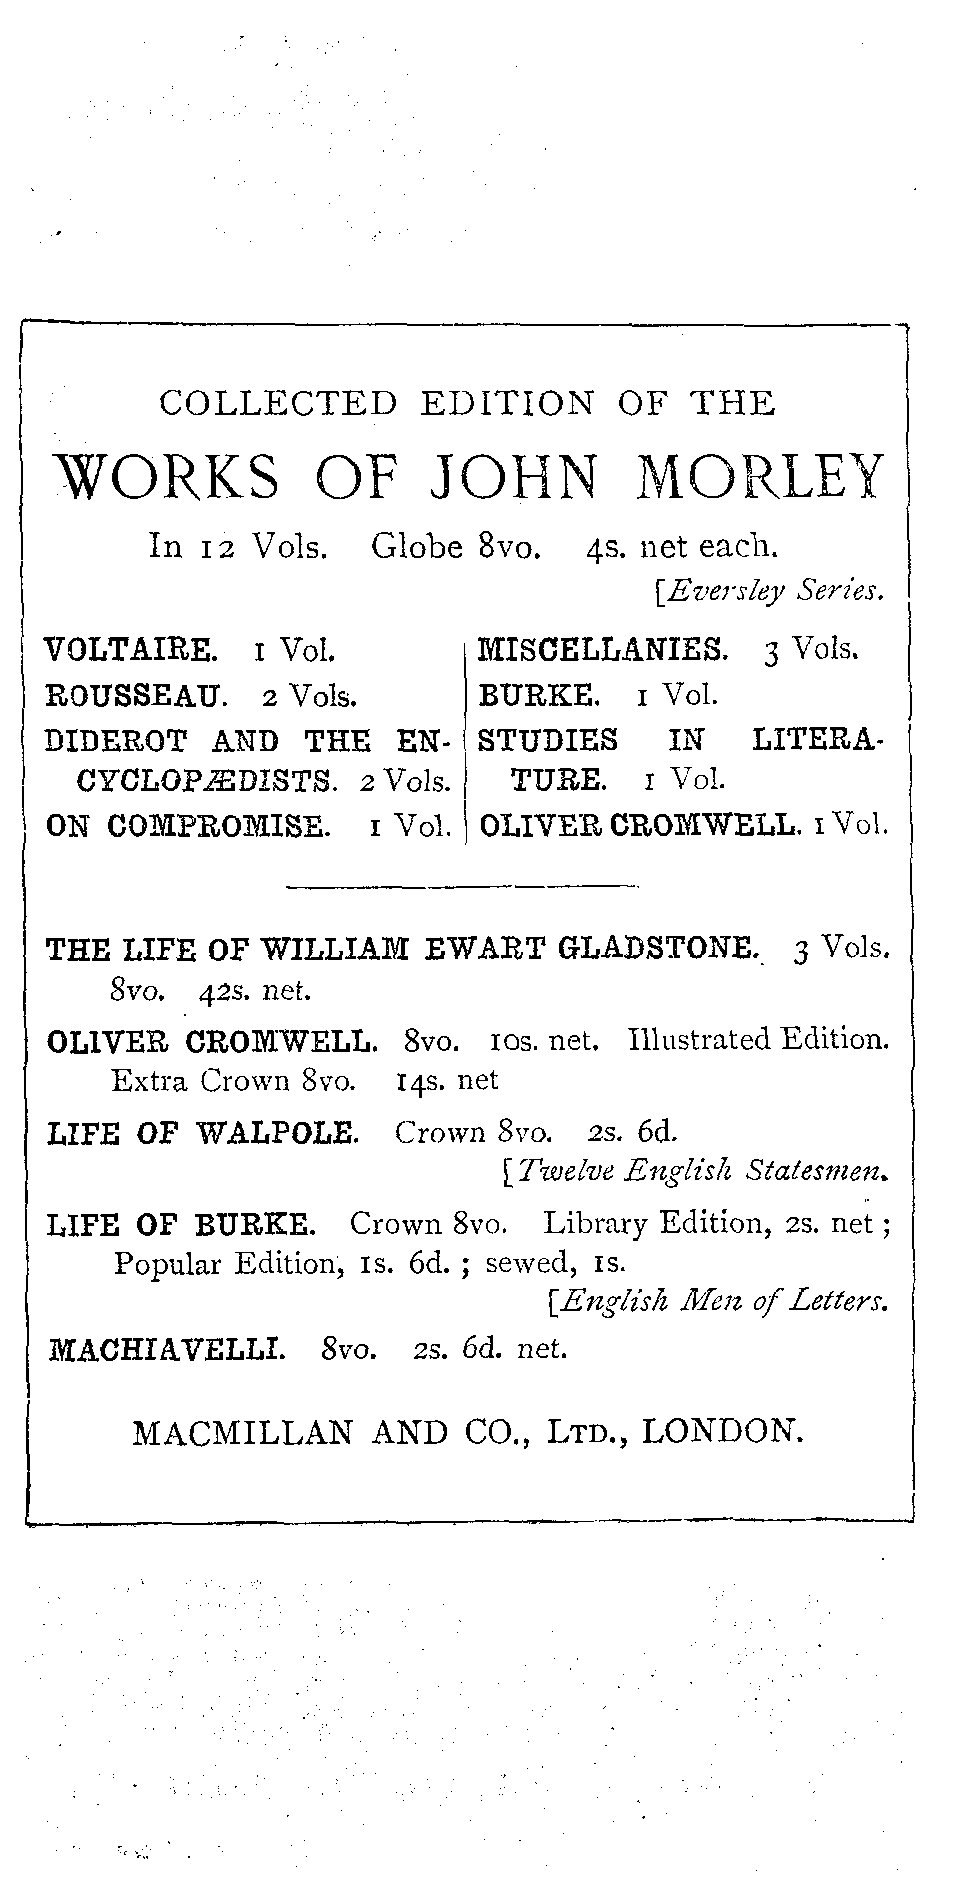 COLLECTED EDITION OF THE
WORKS OF JOHN MORLEY
In 12 Vols. Globe 8vo. 4s. net each.
[Eversley Series.
VOLTAIRE. 1 Vol.
ROUSSEAU. 2 Vols.
DIDEROT AND THE EN-
CYCLOPÆDISTS. 2 Vols.
ON COMPROMISE. 1 Vol.
MISCELLANIES. 3 Vols.
BURKE. 1 Vol.
STUDIES IN LITERA-
TURE. 1 Vol.
OLIVER CROMWELL. 1 Vol.
THE LIFE OF WILLIAM EWART GLADSTONE. 3 Vols.
8vo. 42s. net.
OLIVER CROMWELL. 8vo. 10s. net. Illustrated Edition.
Extra Crown 8vo. 14s. net
LIFE OF WALPOLE. Crown 8vo. 2s. 6d.
[Twelve English Statesmen.
LIFE OF BURKE. Crown 8vo. Library Edition, 2s. net ;
Popular Edition, 1s. 6d. ; sewed, 1s.
[English Men of Letters.
MACHIAVELLI. 8vo. 2s. 6d. net.
MACMILLAN AND CO., LTD., LONDON.